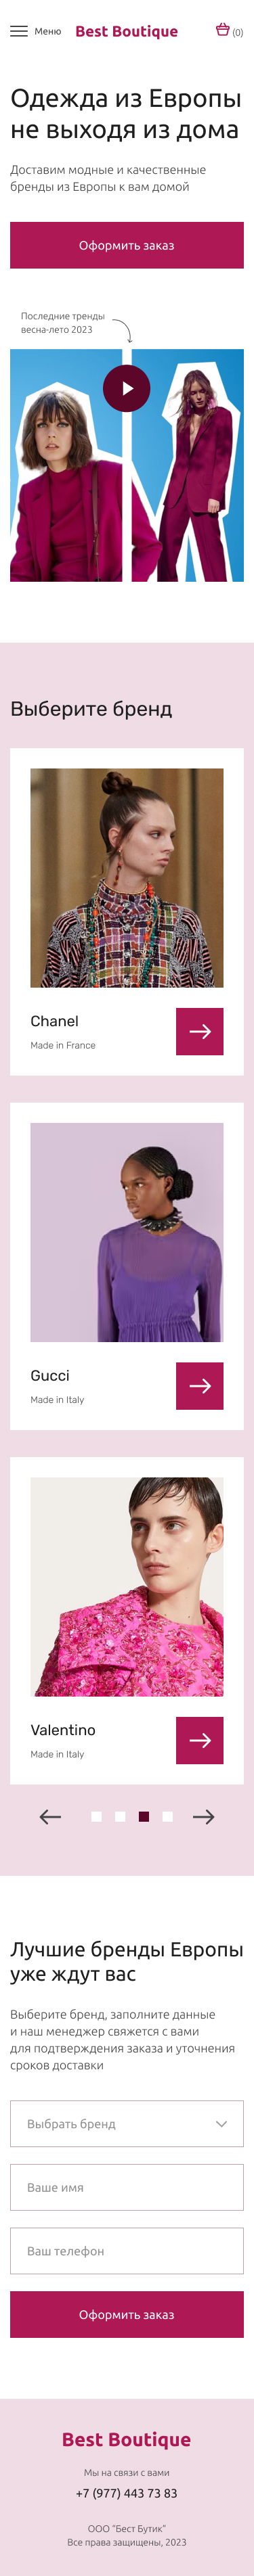 Меню
Best Boutique
(0)
Одежда из Европы
не выходя из дома
Доставим модные и качественные
бренды из Европы к вам домой
Оформить заказ
Последние тренды
весна-лето 2023
Выберите бренд
Chanel
Made in France
Gucci
Made in Italy
Valentino
Made in Italy
Лучшие бренды Европы
уже ждут вас
Выберите бренд, заполните данные
и наш менеджер свяжется с вами
для подтверждения заказа и уточнения
сроков доставки
Выбрать бренд
Ваше имя
Ваш телефон
Оформить заказ
Best Boutique
Мы на связи с вами
+7 (977) 443 73 83
ООО "Бест Бутик"
Все права защищены, 2023